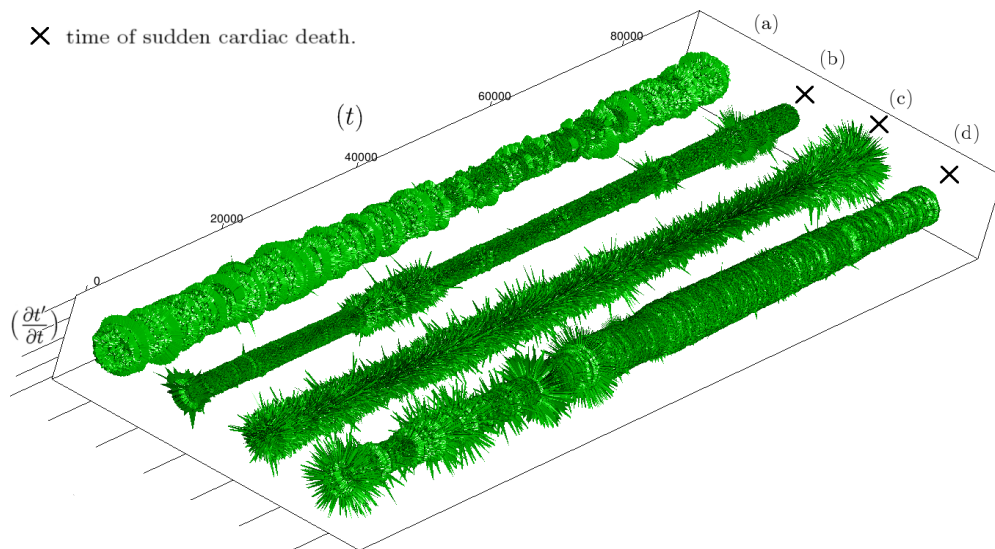 × time of sudden cardiac death.
(a)
(b)
(c)
(d)
80000
60000
(t)
40000
20000
0
(∂t′/∂t)